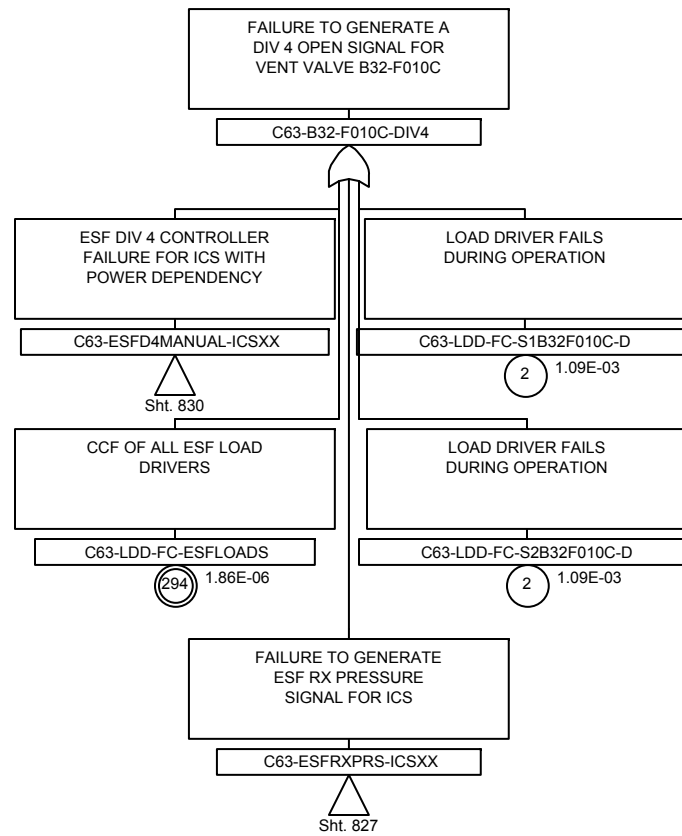 FAILURE TO GENERATE A
DIV 4 OPEN SIGNAL FOR
VENT VALVE B32-F010C
C63-B32-F010C-DIV4
ESF DIV 4 CONTROLLER
FAILURE FOR ICS WITH
POWER DEPENDENCY
C63-ESFD4MANUAL-ICSXX
Sht. 830
LOAD DRIVER FAILS
DURING OPERATION
C63-LDD-FC-S1B32F010C-D
2
1.09E-03
CCF OF ALL ESF LOAD
DRIVERS
C63-LDD-FC-ESFLOADS
294
1.86E-06
LOAD DRIVER FAILS
DURING OPERATION
C63-LDD-FC-S2B32F010C-D
2
1.09E-03
FAILURE TO GENERATE
ESF RX PRESSURE
SIGNAL FOR ICS
C63-ESFRXPRS-ICSXX
Sht. 827